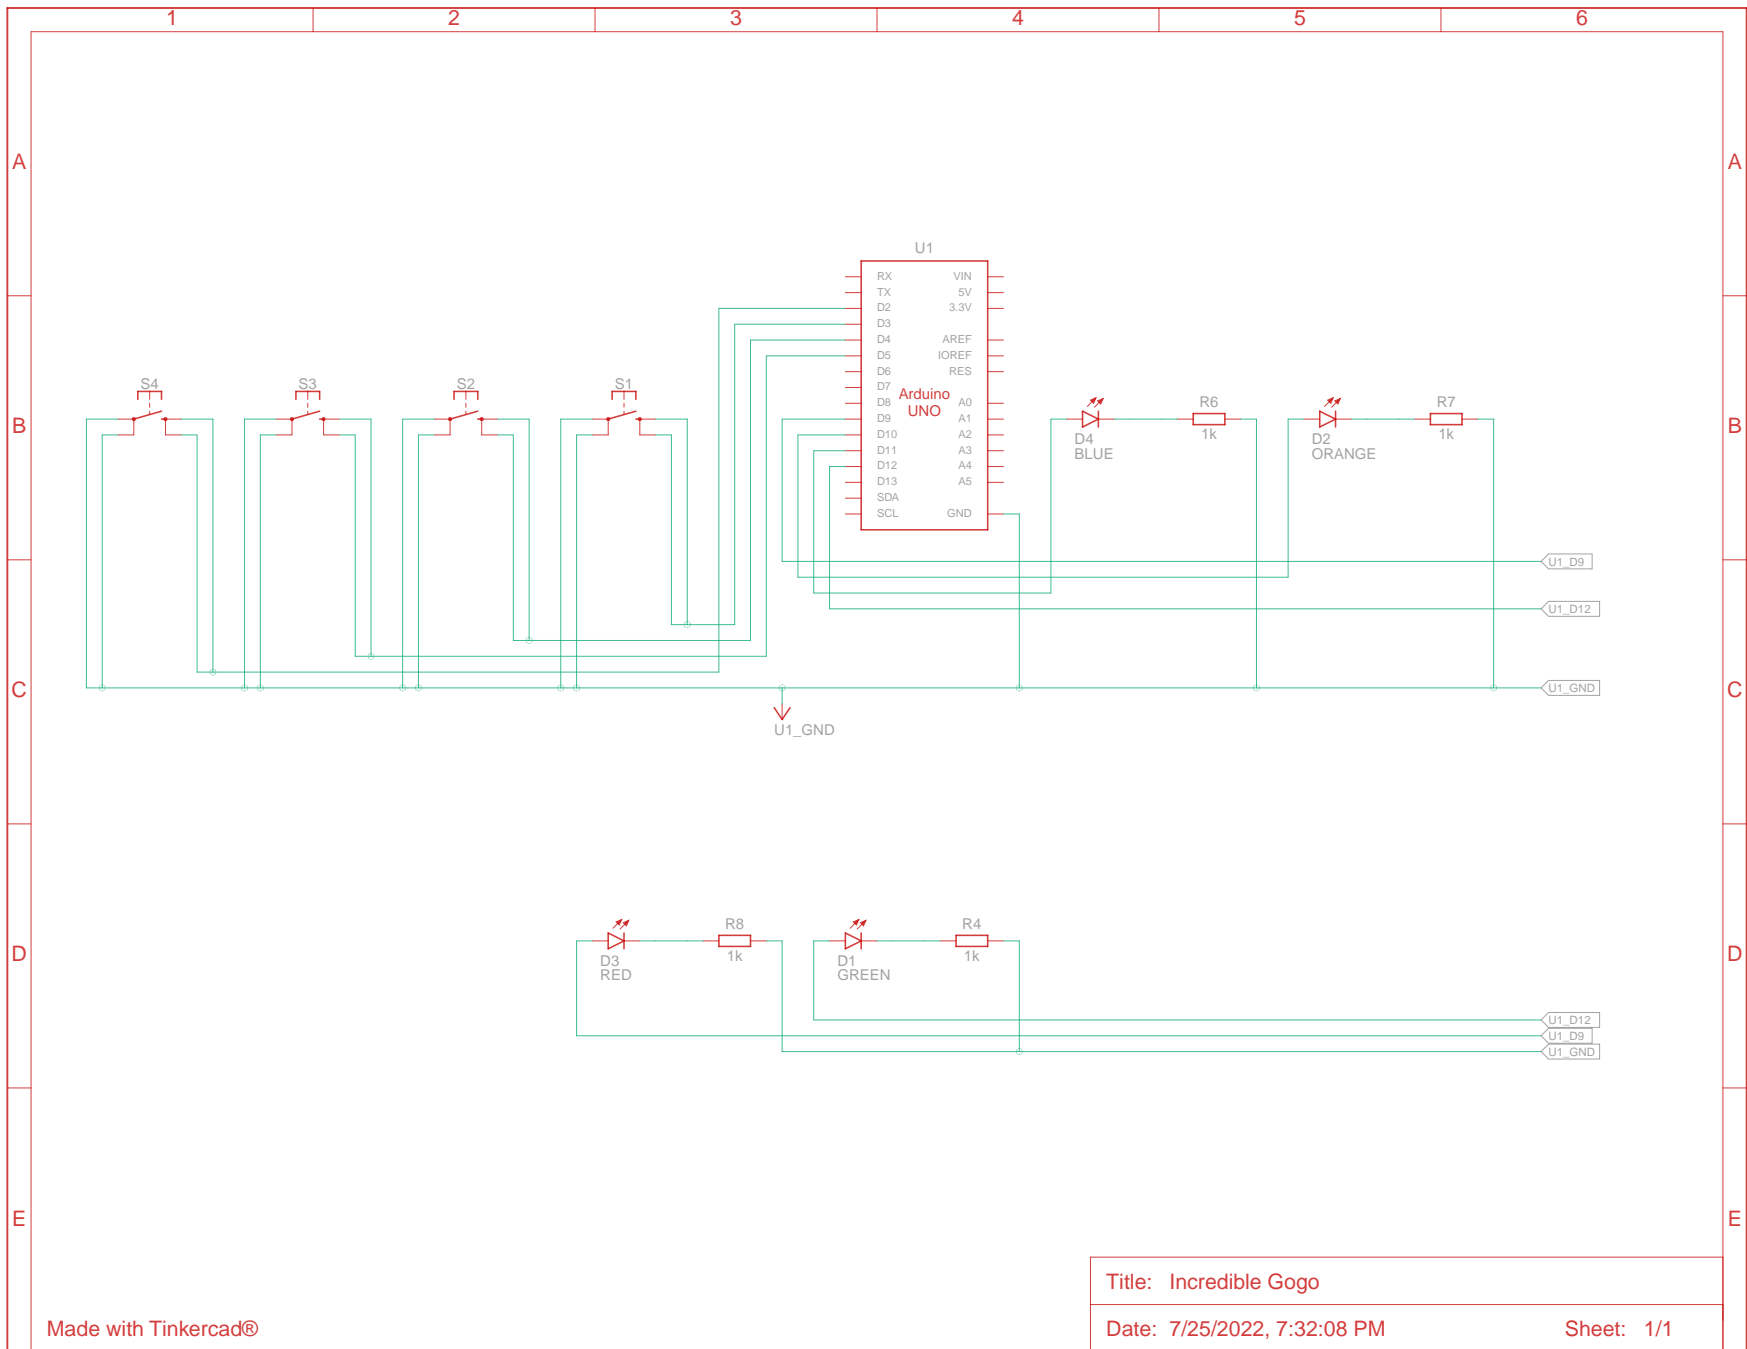 1 2 3 4 5 6
A A
U1
RX VIN
TX 5V
D2 3.3V
D3
D4 AREF
D5 IOREF
D6 RES
D7
Arduino
UNO
D8 A0
D9 A1
D10 A2
D11 A3
D12 A4
D13 A5
SDA
SCL GND
S4 S3 S2 S1
R6 R7
B B
1k 1k
D4 D2
BLUE ORANGE
U1_D9
U1_D12
C U1_GND C
U1_GND
R8 R4
D D
1k 1k
D3 D1
RED GREEN
U1_D12
U1_D9
U1_GND
E E
Title: Incredible Gogo
Made with Tinkercad® Date: 7/25/2022, 7:32:08 PM Sheet: 1/1